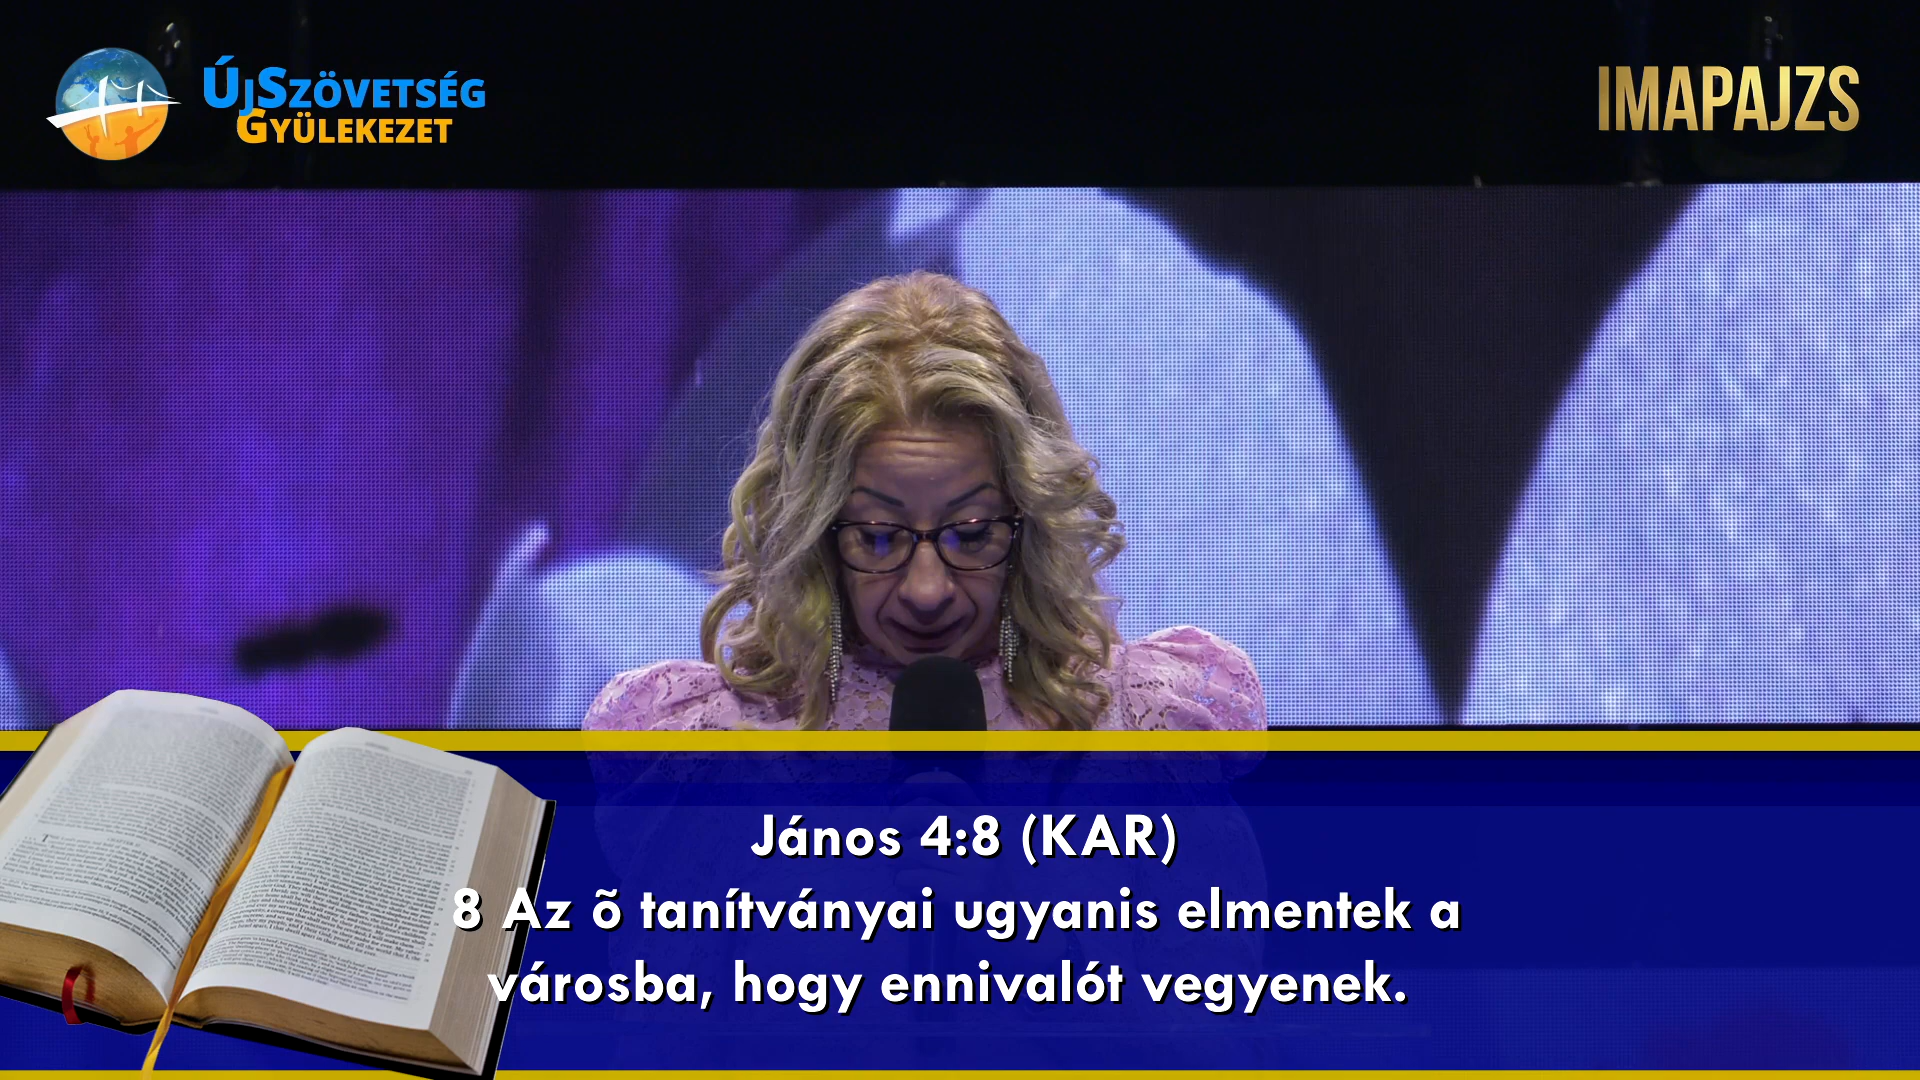 ÚJSZÖVETSÉG
GYÜLEKEZET
IMAPAJZS
János 4:8 (KAR)
8 Az õ tanítványai ugyanis elmentek a
városba, hogy ennivalót vegyenek.